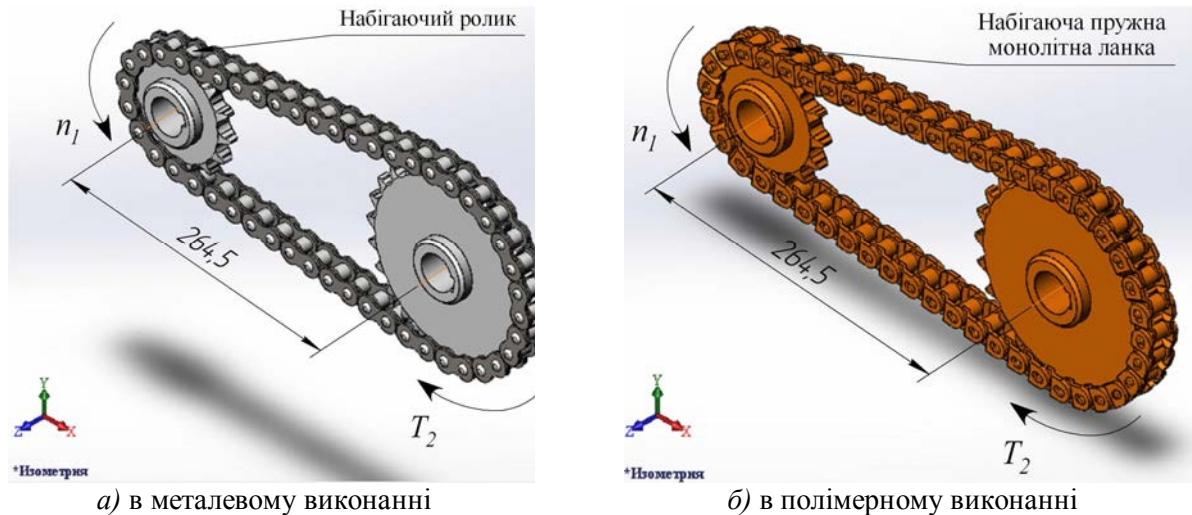 Набігаючий ролик
n1
264,5
T2
Y
Z
X
*Изометрия
а) в металевому виконанні
Набігаюча пружна
монолітна ланка
n1
264,5
T2
Y
Z
X
*Изометрия
б) в полімерному виконанні